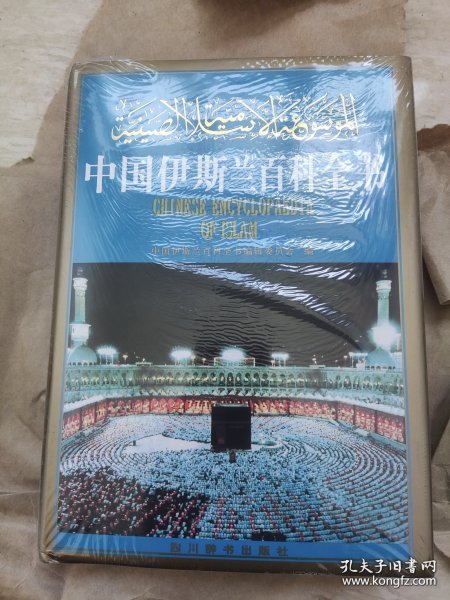 الموسوعة الإسلامية الصينية
中国伊斯兰百科全书
CHINESE ENCYCLOPAEDIA
OF ISLAM
中国伊斯兰百科全书编辑委员会 编
四川辞书出版社
孔夫子旧书网
www.kongfz.com